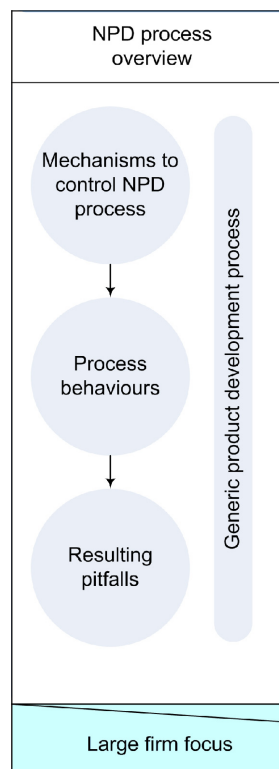 NPD process
overview
Mechanisms to
control NPD
process
Process
behaviours
Resulting
pitfalls
Generic product development process
Large firm focus